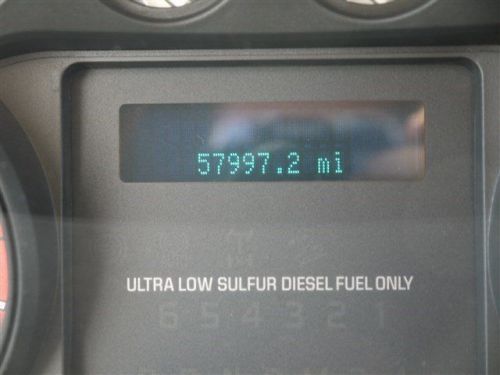 57997.2 mi
ULTRA LOW SULFUR DIESEL FUEL ONLY
6 5 4 3 2 1